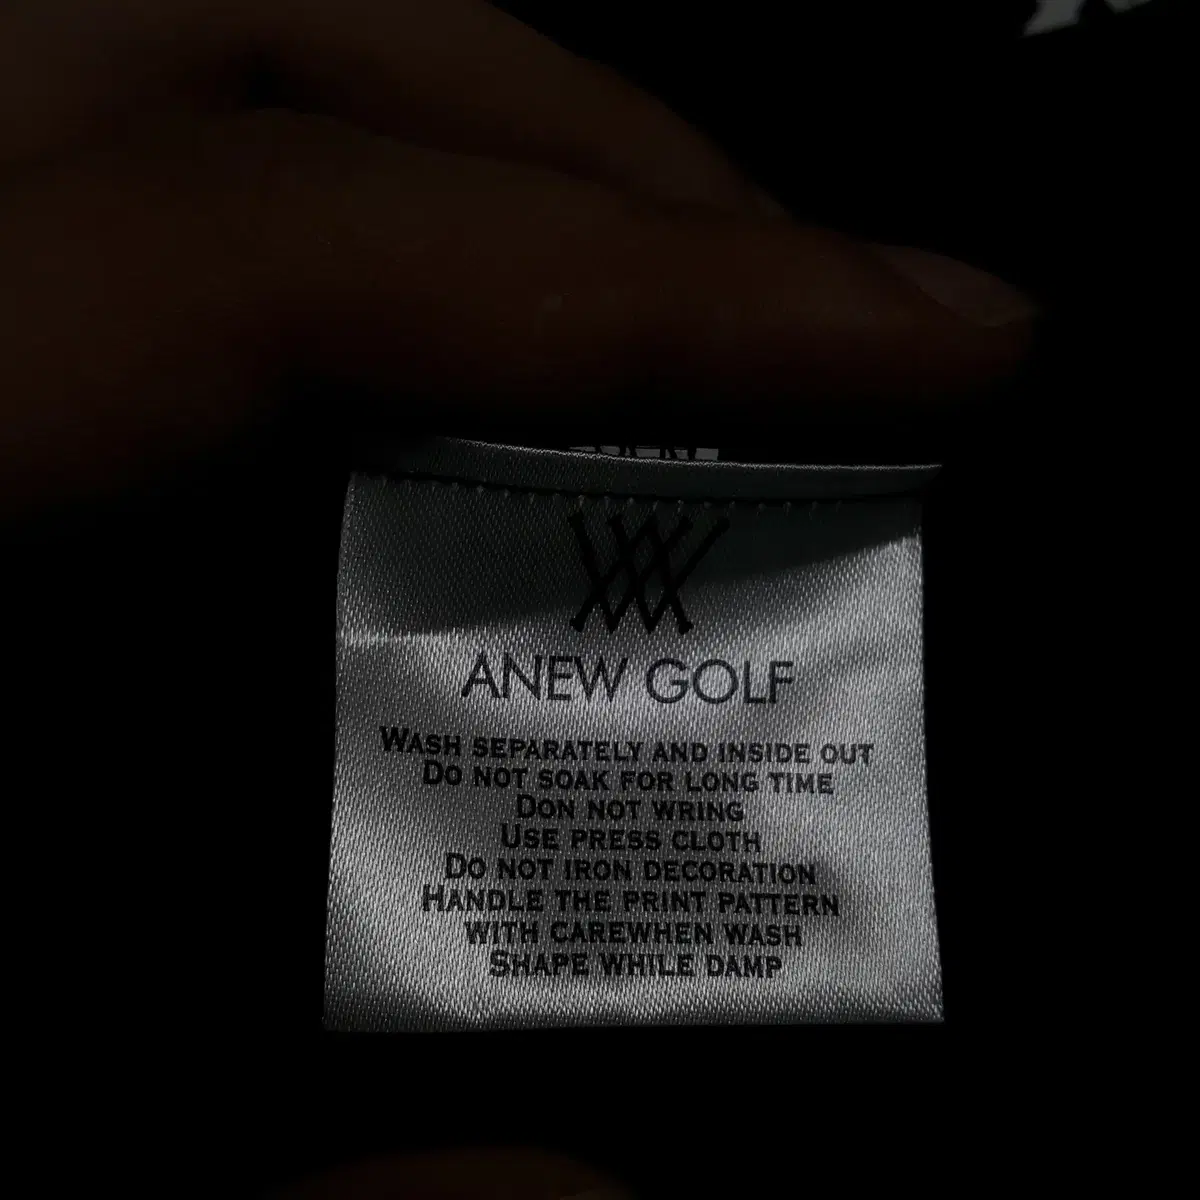 ANEW GOLF
WASH SEPARATELY AND INSIDE OUT
DO NOT SOAK FOR LONG TIME
DON NOT WRING
USE PRESS CLOTH
DO NOT IRON DECORATION
HANDLE THE PRINT PATTERN
WITH CAREWHEN WASH
SHAPE WHILE DAMP